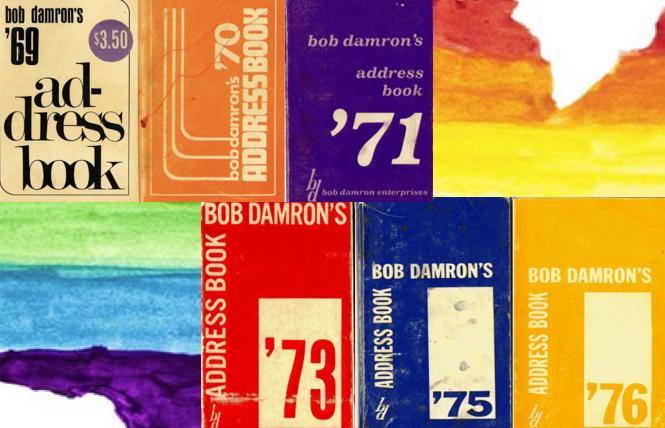 bob damron's
'69
$3.50
ad-
dress
book
bob damron's '70
ADDRESS BOOK
bob damron's
address
book
'71
bd bob damron enterprises
BOB DAMRON'S
ADDRESS BOOK
'73
bd
BOB DAMRON'S
ADDRESS BOOK
'75
bd
BOB DAMRON'S
ADDRESS BOOK
'76
bd